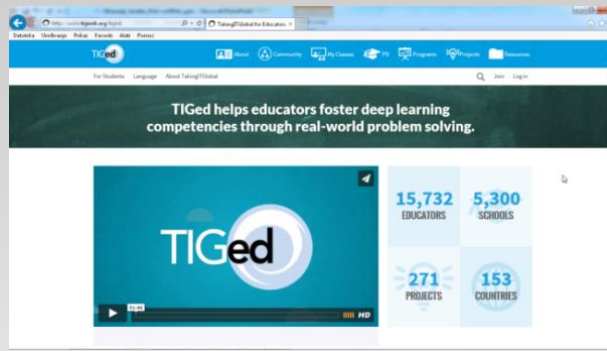 TakingITGlobal for Educators
Datoteka Uređivanje Prikaz Favoriti Alati Pomoć
TIGed
About Community My Classes PD Programs Projects Resources
For Students Language About TakingITGlobal Join Log in
TIGed helps educators foster deep learning
competencies through real-world problem solving.
TIGed
HD
15,732
EDUCATORS
5,300
SCHOOLS
271
PROJECTS
153
COUNTRIES